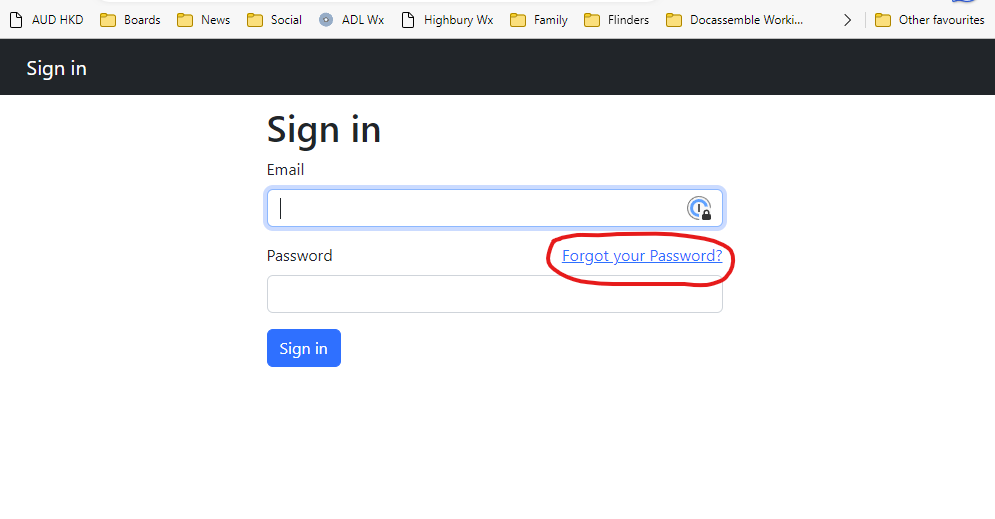 AUD HKD Boards News Social ADL Wx Highbury Wx Family Flinders Docassemble Worki... Other favourites
Sign in
Sign in
Email
Password Forgot your Password?
Sign in